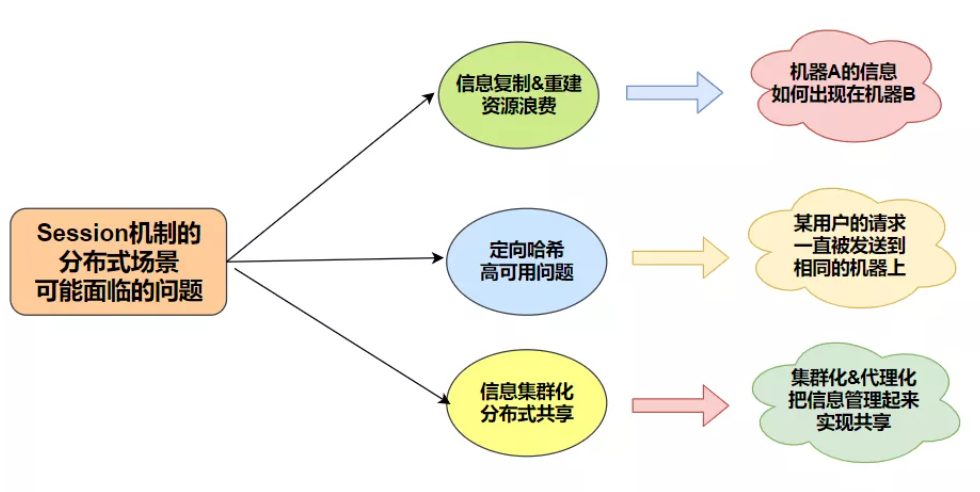 Session机制的
分布式场景
可能面临的问题
信息复制&重建
资源浪费
机器A的信息
如何出现在机器B
定向哈希
高可用问题
某用户的请求
一直被发送到
相同的机器上
信息集群化
分布式共享
集群化&代理化
把信息管理起来
实现共享